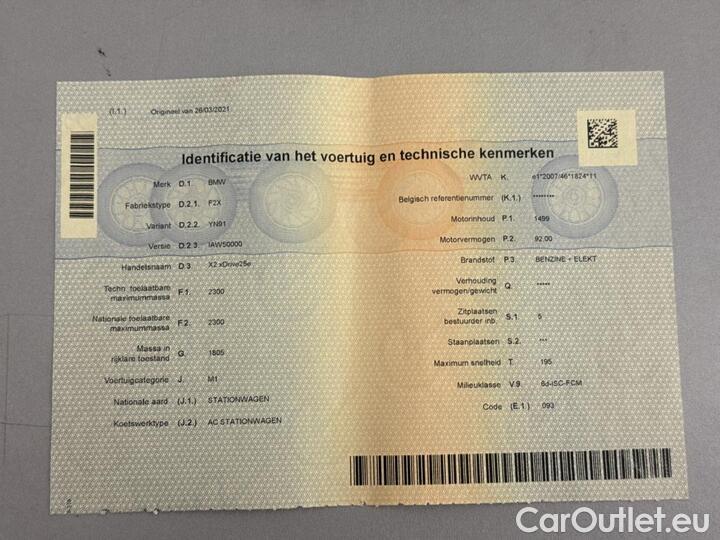 (I.1.) Origineel van 26/03/2021
Identificatie van het voertuig en technische kenmerken
Merk D.1. BMW
Fabriekstype D.2.1. F2X
Variant D.2.2. YN91
Versie D.2.3. IAW50000
Handelsnaam D.3. X2 xDrive25e
Techn. toelaatbare
maximummassa F.1. 2300
Nationale toelaatbare
maximummassa F.2. 2300
Massa in
rijklare toestand G. 1805
Voertuigcategorie J. M1
Nationale aard (J.1.) STATIONWAGEN
Koetswerktype (J.2.) AC STATIONWAGEN
WVTA K. e1*2007/46*1824*11
Belgisch referentienummer (K.1.) ********
Motorinhoud P.1. 1499
Motorvermogen P.2. 92,00
Brandstof P.3. BENZINE + ELEKT
Verhouding
vermogen/gewicht Q. *****
Zitplaatsen
bestuurder inb. S.1. 5
Staanplaatsen S.2. ***
Maximum snelheid T. 195
Milieuklasse V.9. 6d-ISC-FCM
Code (E.1.) 093
CarOutlet.eu